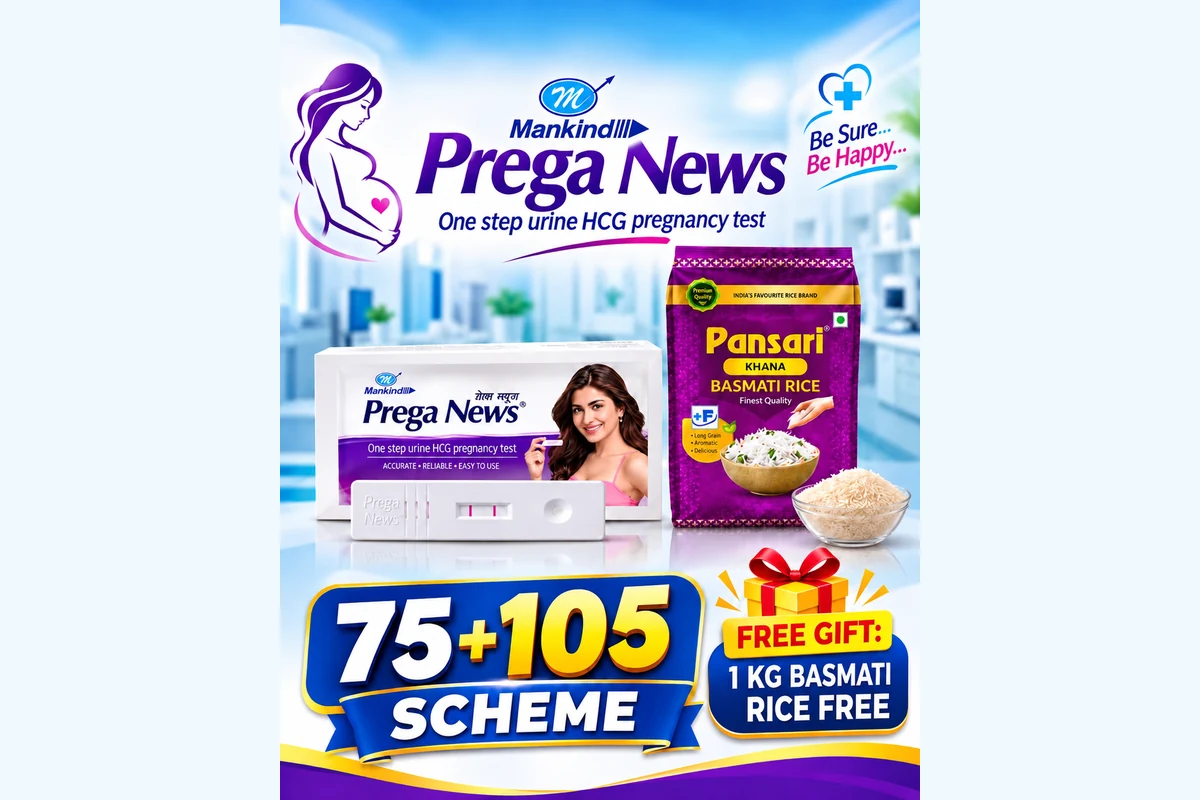 m
Mankind
Prega News
One step urine HCG pregnancy test
Be Sure...
Be Happy...
m
Mankind
Prega News®
One step urine HCG pregnancy test
ACCURATE • RELIABLE • EASY TO USE
Prega
News
Premium
Quality
INDIA'S FAVOURITE RICE BRAND
Pansari®
KHANA
BASMATI RICE
Finest Quality
+F
• Long Grain
• Aromatic
• Delicious
75+105
SCHEME
FREE GIFT:
1 KG BASMATI
RICE FREE